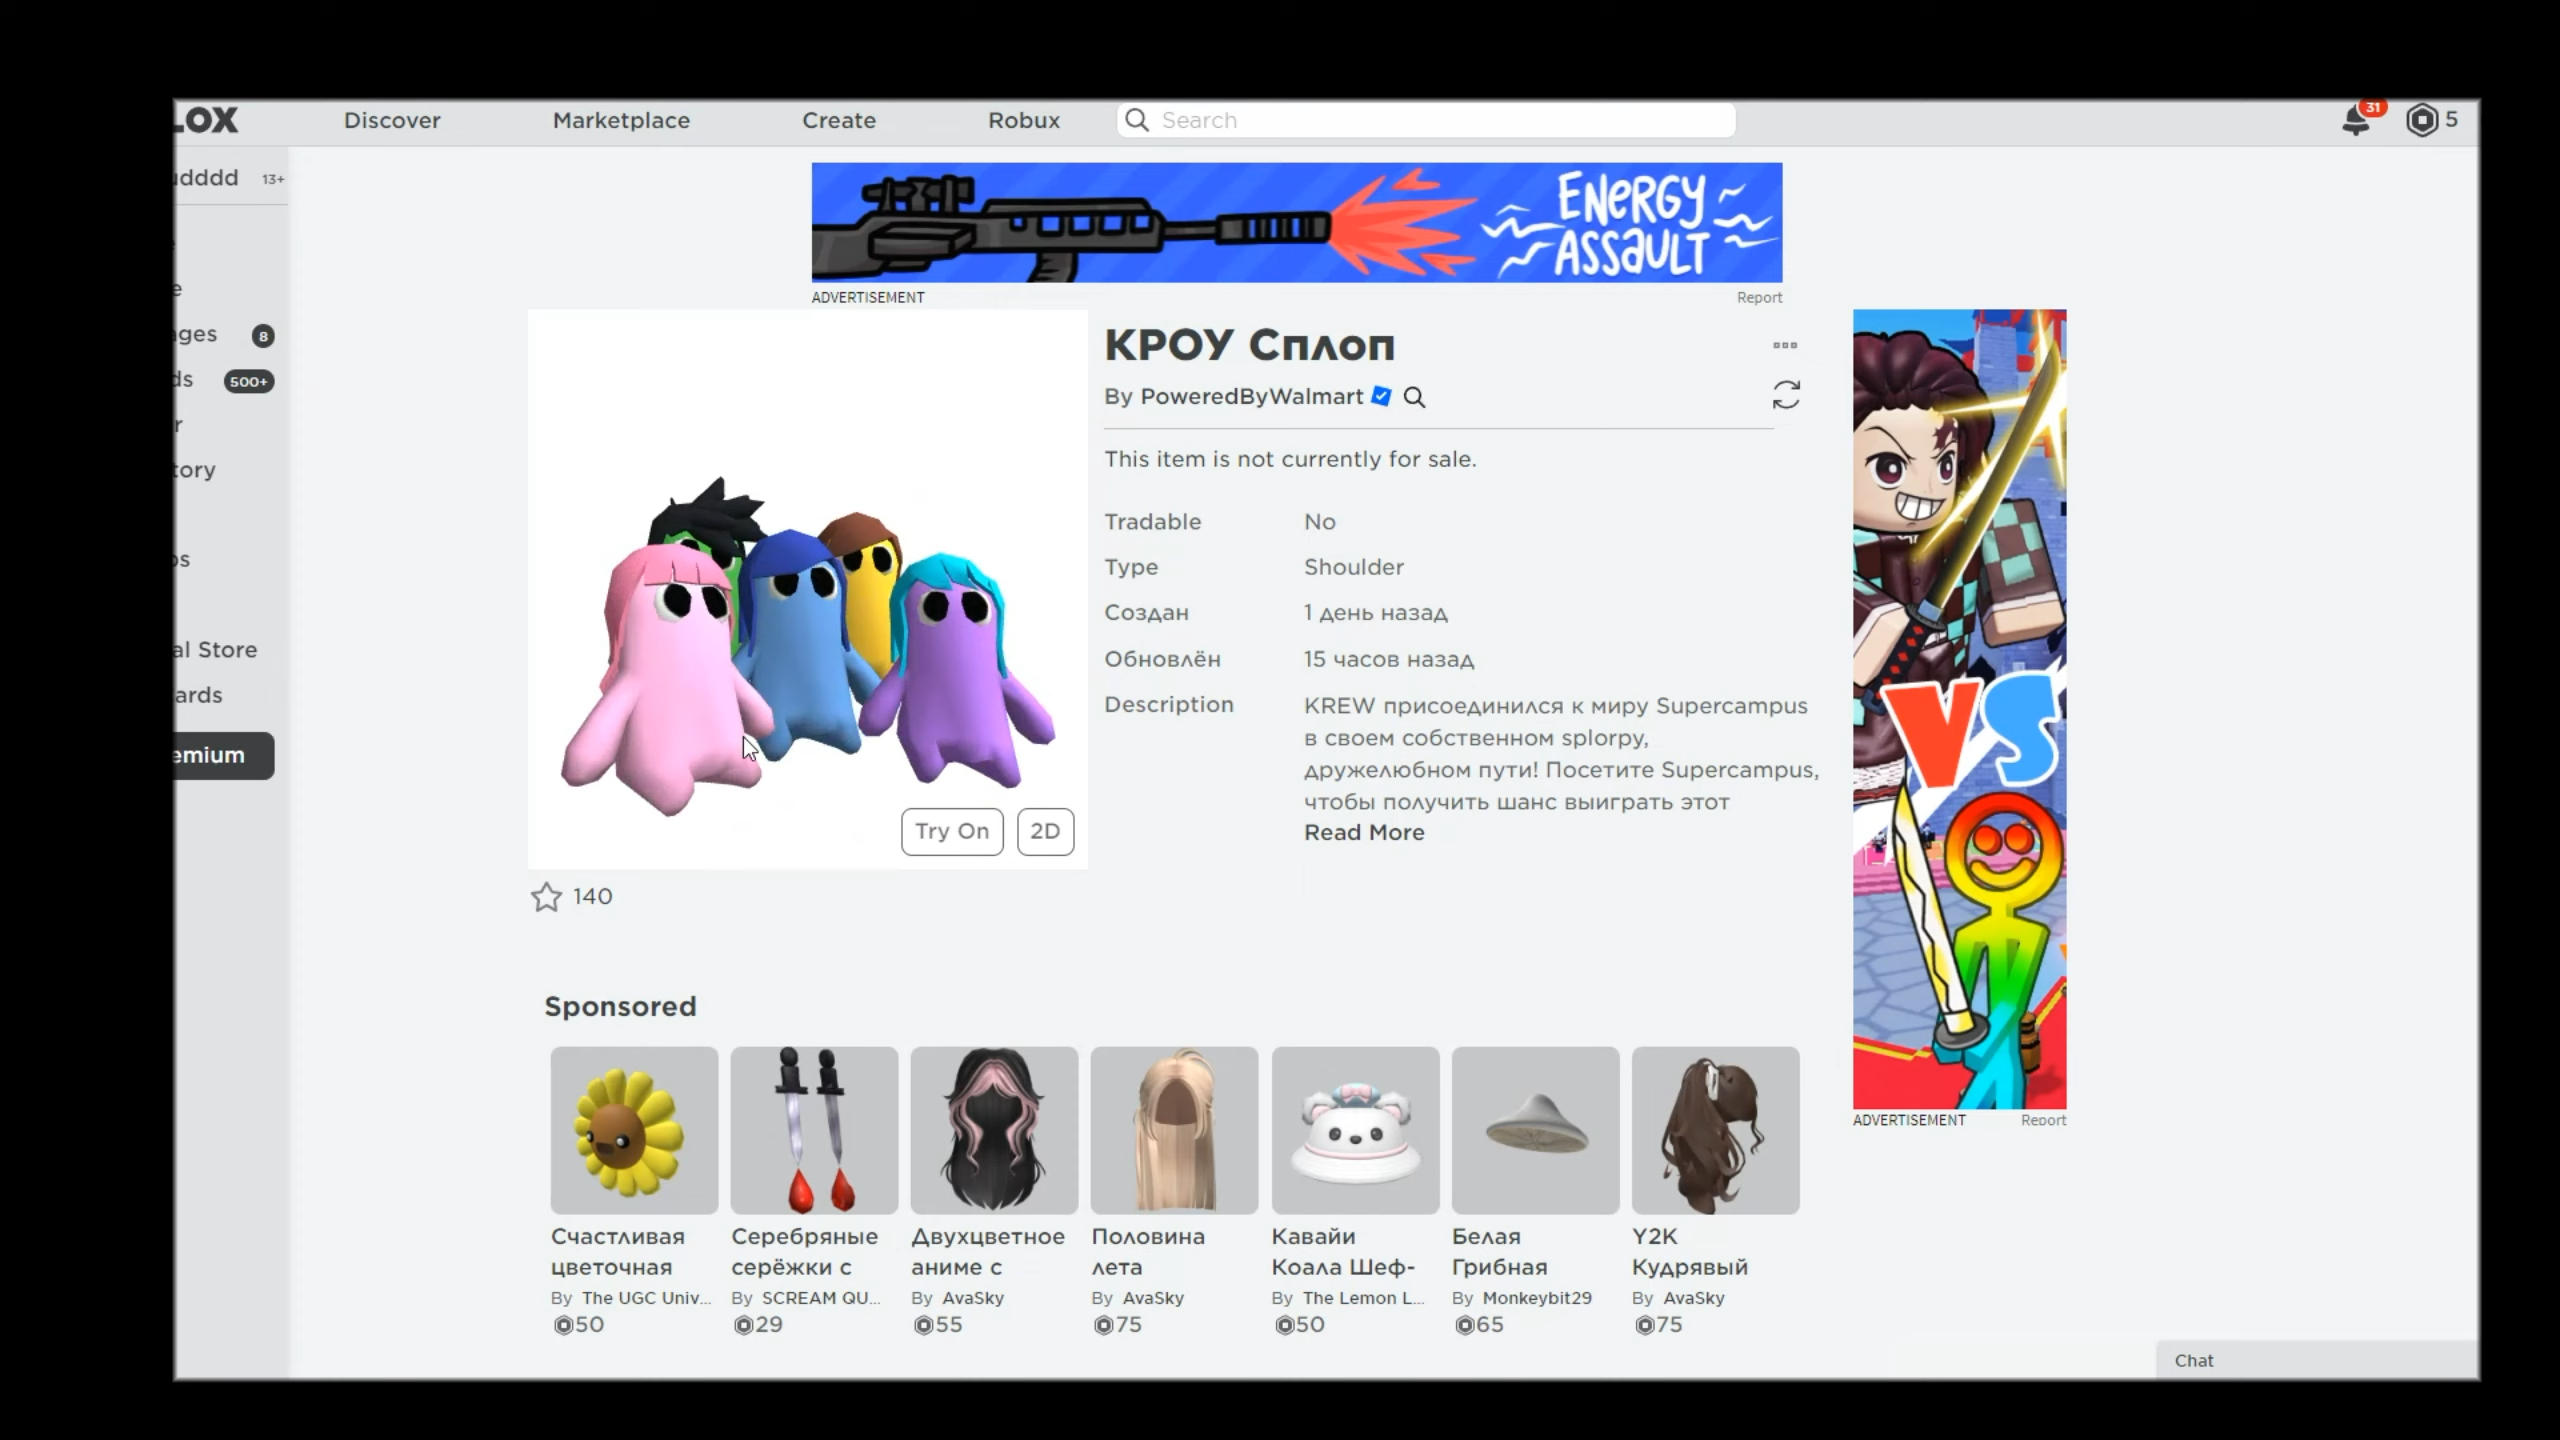 LOX
Discover
Marketplace
Create
Robux
Search
31
5
udddd
13+
e
ages
8
ds
500+
r
tory
ps
al Store
ards
emium
ENERGY
ASSAULT
ADVERTISEMENT
Report
КРОУ Сплоп
By PoweredByWalmart
This item is not currently for sale.
Tradable
No
Type
Shoulder
Создан
1 день назад
Обновлён
15 часов назад
Description
KREW присоединился к миру Supercampus
в своем собственном splorpy,
дружелюбном пути! Посетите Supercampus,
чтобы получить шанс выиграть этот
Read More
Try On
2D
140
VS
ADVERTISEMENT
Report
Sponsored
Счастливая
цветочная
By The UGC Univ...
50
Серебряные
серёжки с
By SCREAM QU...
29
Двухцветное
аниме с
By AvaSky
55
Половина
лета
By AvaSky
75
Кавайи
Коала Шеф-
By The Lemon L...
50
Белая
Грибная
By Monkeybit29
65
Y2K
Кудрявый
By AvaSky
75
Chat